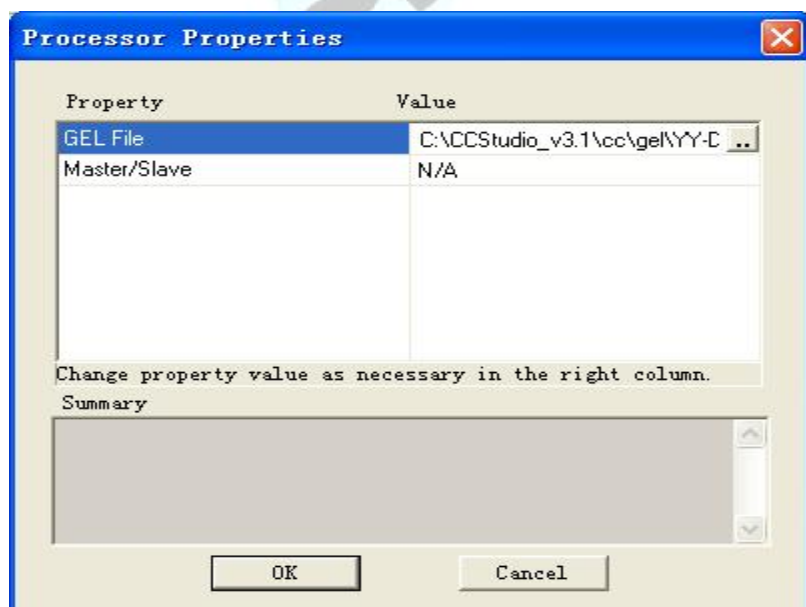 Processor Properties
Property Value
GEL File C:\CCStudio_v3.1\cc\gel\YY-D ..
Master/Slave N/A
Change property value as necessary in the right column.
Summary
OK Cancel